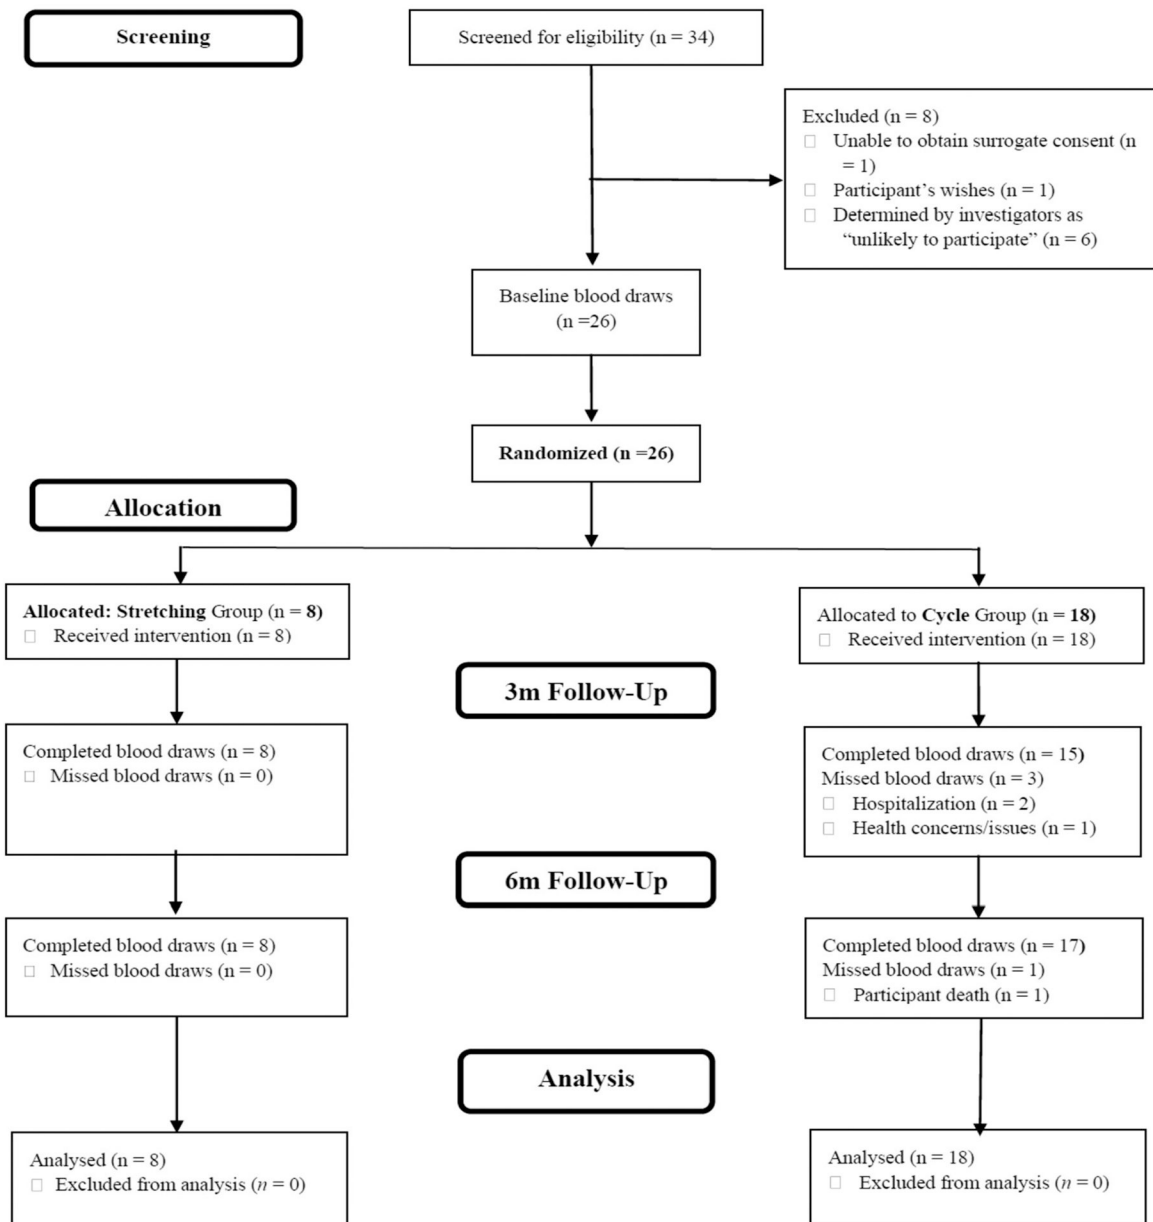 Screening
Screened for eligibility (n = 34)
Excluded (n = 8)
□ Unable to obtain surrogate consent (n
= 1)
□ Participant’s wishes (n = 1)
□ Determined by investigators as
“unlikely to participate” (n = 6)
Baseline blood draws
(n =26)
Randomized (n =26)
Allocation
Allocated: Stretching Group (n = 8)
□ Received intervention (n = 8)
Allocated to Cycle Group (n = 18)
□ Received intervention (n = 18)
3m Follow-Up
Completed blood draws (n = 8)
□ Missed blood draws (n = 0)
Completed blood draws (n = 15)
Missed blood draws (n = 3)
□ Hospitalization (n = 2)
□ Health concerns/issues (n = 1)
6m Follow-Up
Completed blood draws (n = 8)
□ Missed blood draws (n = 0)
Completed blood draws (n = 17)
Missed blood draws (n = 1)
□ Participant death (n = 1)
Analysis
Analysed (n = 8)
□ Excluded from analysis (n = 0)
Analysed (n = 18)
□ Excluded from analysis (n = 0)